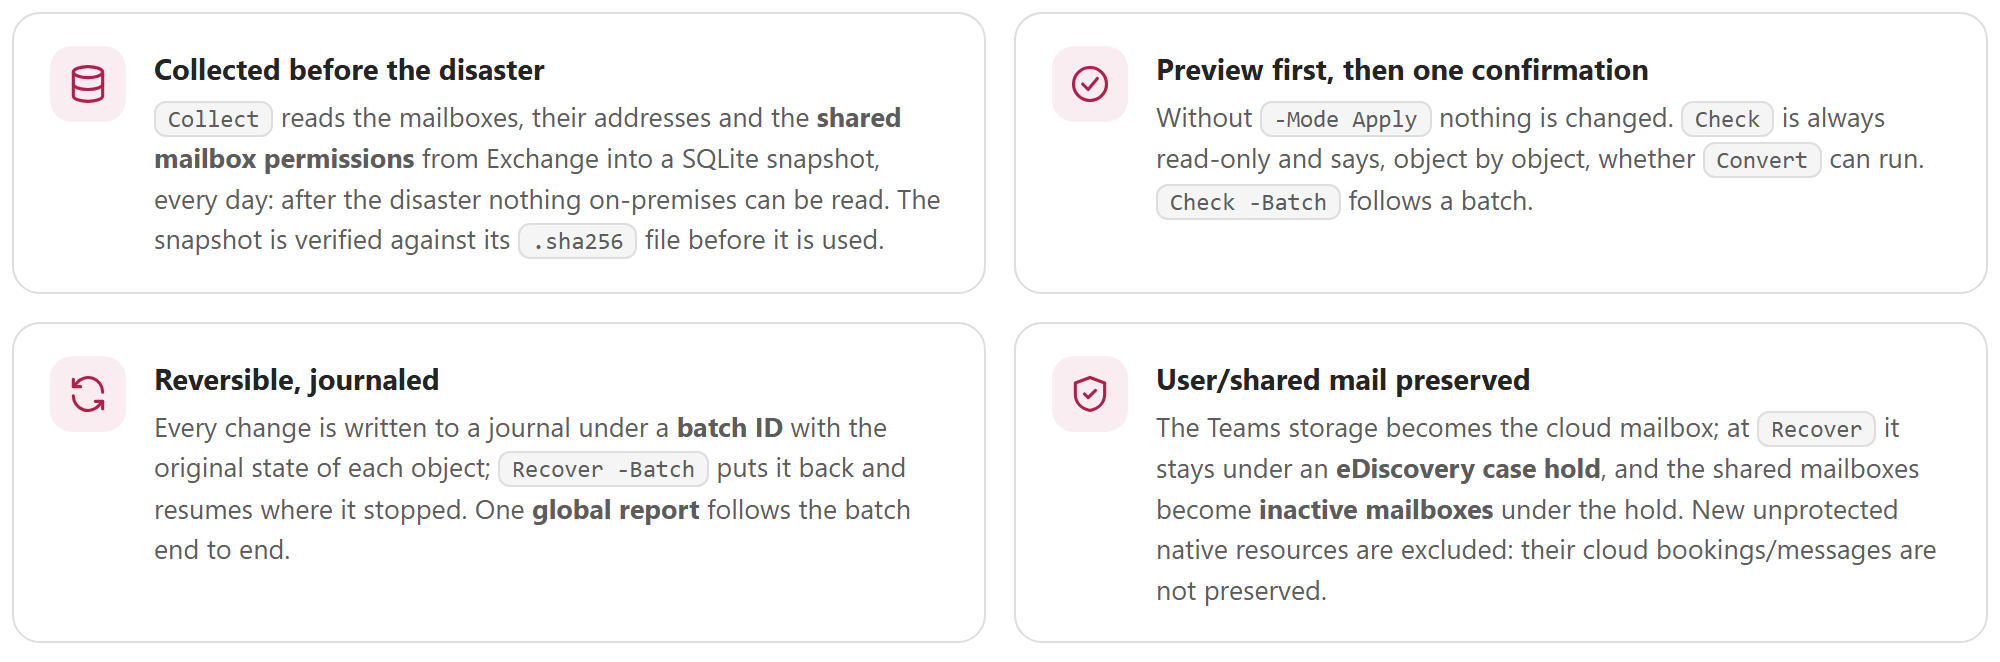 Collected before the disaster
Collect reads the mailboxes, their addresses and the shared
mailbox permissions from Exchange into a SQLite snapshot,
every day: after the disaster nothing on-premises can be read. The
snapshot is verified against its .sha256 file before it is used.
Preview first, then one confirmation
Without -Mode Apply nothing is changed. Check is always
read-only and says, object by object, whether Convert can run.
Check -Batch follows a batch.
Reversible, journaled
Every change is written to a journal under a batch ID with the
original state of each object; Recover -Batch puts it back and
resumes where it stopped. One global report follows the batch
end to end.
User/shared mail preserved
The Teams storage becomes the cloud mailbox; at Recover it
stays under an eDiscovery case hold, and the shared mailboxes
become inactive mailboxes under the hold. New unprotected
native resources are excluded: their cloud bookings/messages are
not preserved.